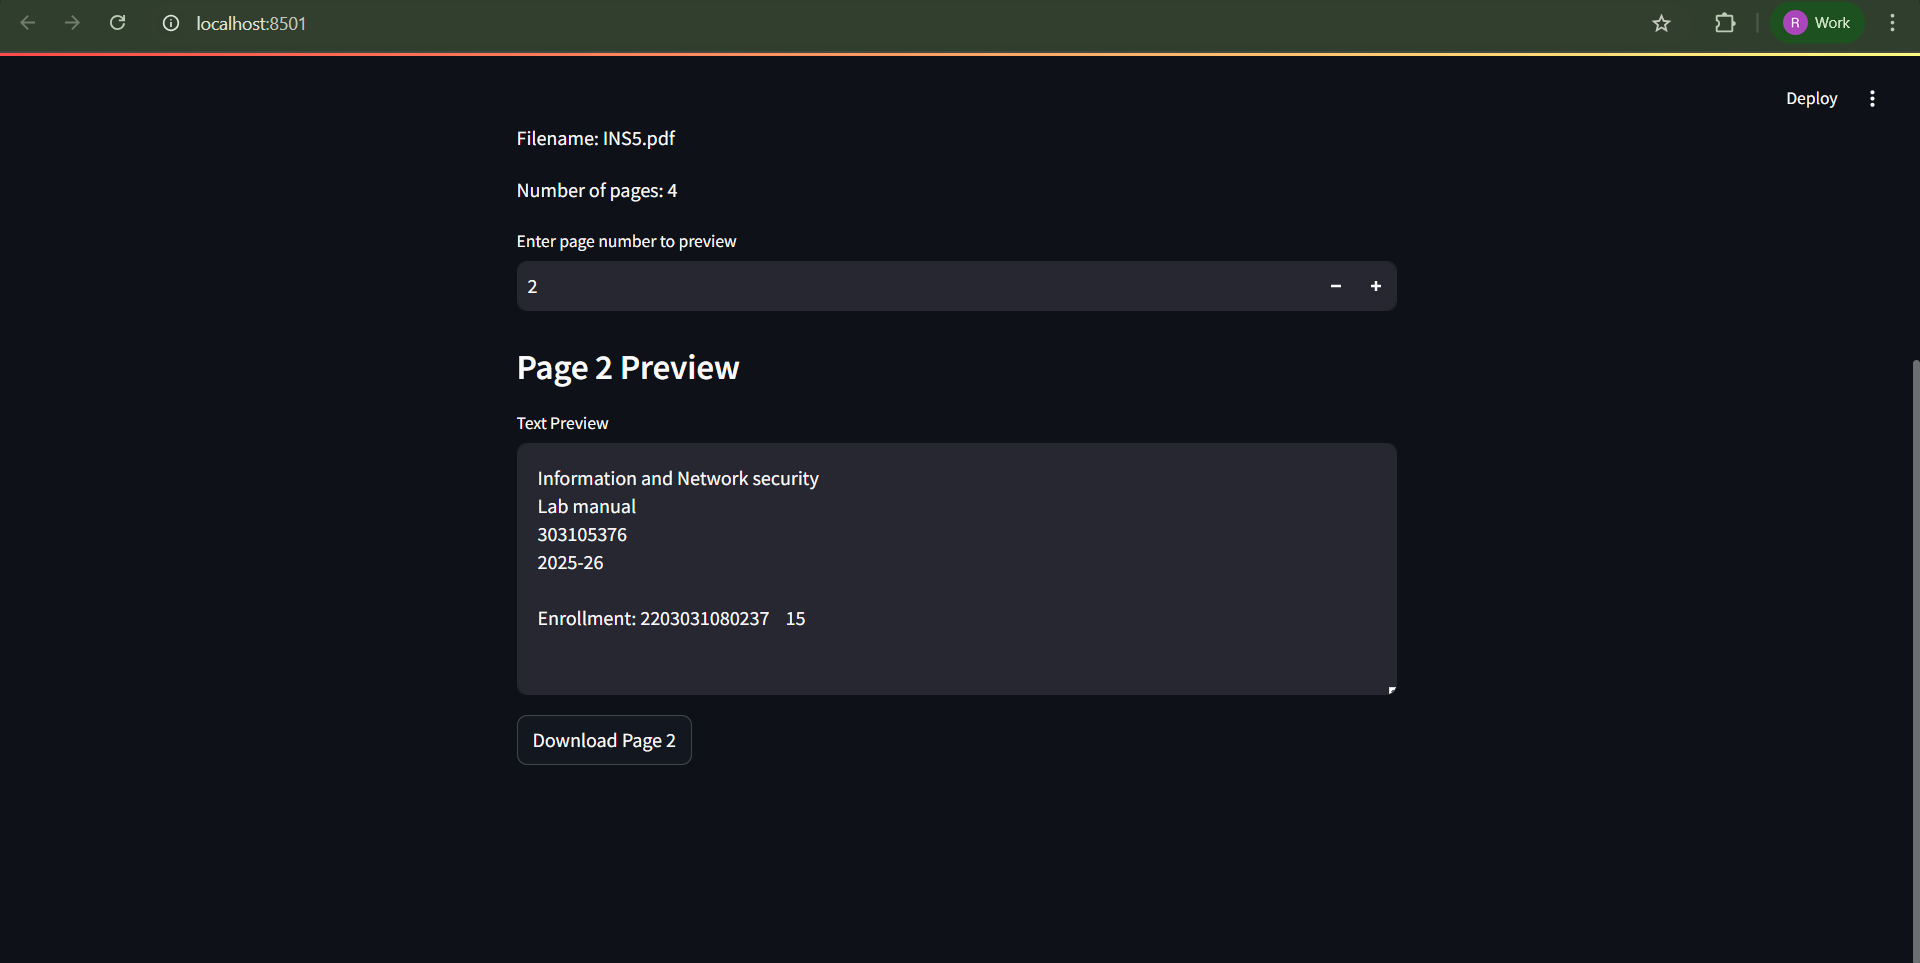 localhost:8501
R Work
Deploy
Filename: INS5.pdf
Number of pages: 4
Enter page number to preview
2
Page 2 Preview
Text Preview
Information and Network security
Lab manual
303105376
2025-26
Enrollment: 2203031080237 15
Download Page 2